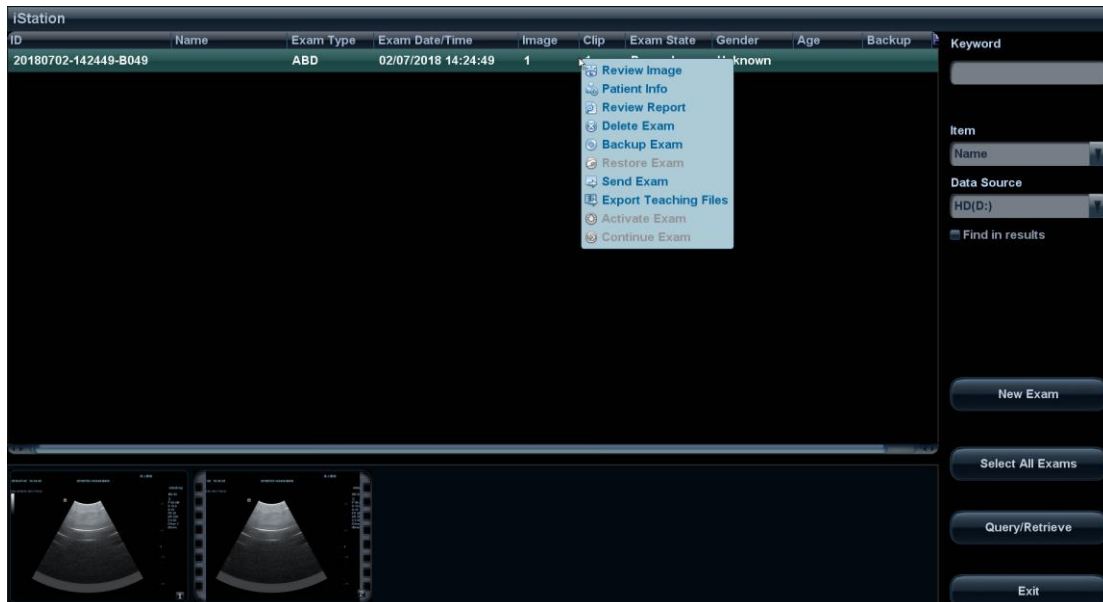 iStation
ID Name Exam Type Exam Date/Time Image Clip Exam State Gender Age Backup
20180702-142449-B049 ABD 02/07/2018 14:24:49 1
Review Image
Patient Info
Review Report
Delete Exam
Backup Exam
Restore Exam
Send Exam
Export Teaching Files
Activate Exam
Continue Exam
Keyword
Item
Name
Data Source
HD(D:)
Find in results
New Exam
Select All Exams
Query/Retrieve
Exit